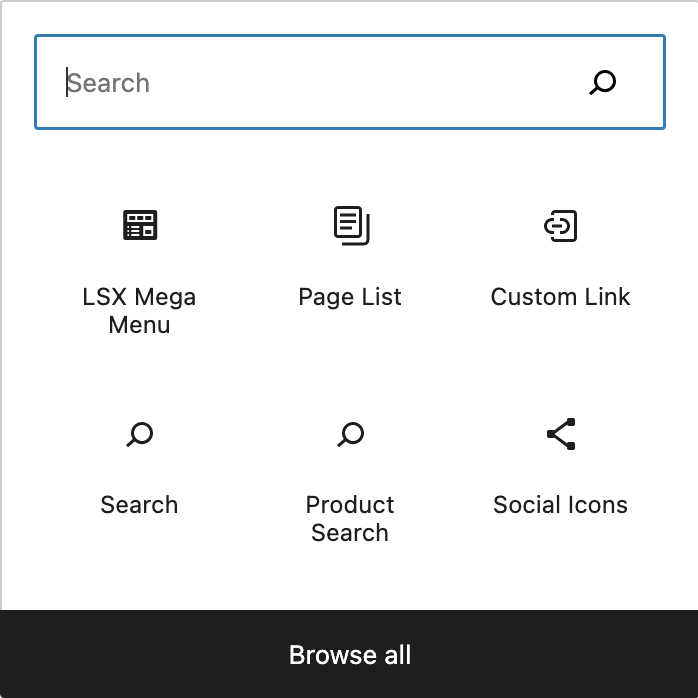 Search
LSX Mega
Menu
Page List
Custom Link
Search
Product
Search
Social Icons
Browse all